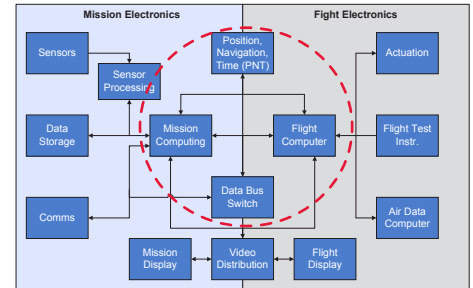 Mission Electronics
Fight Electronics
Sensors
Sensor
Processing
Position,
Navigation,
Time (PNT)
Actuation
Data
Storage
Mission
Computing
Flight
Computer
Flight Test
Instr.
Comms
Data Bus
Switch
Air Data
Computer
Mission
Display
Video
Distribution
Flight
Display